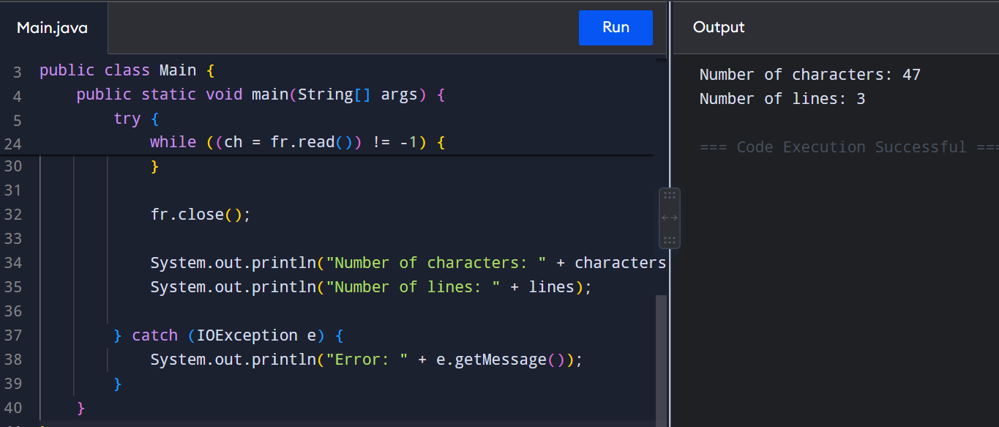 Main.java
Run
3 public class Main {
4 public static void main(String[] args) {
5 try {
24 while ((ch = fr.read()) != -1) {
30 }
31
32 fr.close();
33
34 System.out.println("Number of characters: " + characters
35 System.out.println("Number of lines: " + lines);
36
37 } catch (IOException e) {
38 System.out.println("Error: " + e.getMessage());
39 }
40 }
Output
Number of characters: 47
Number of lines: 3
=== Code Execution Successful ===